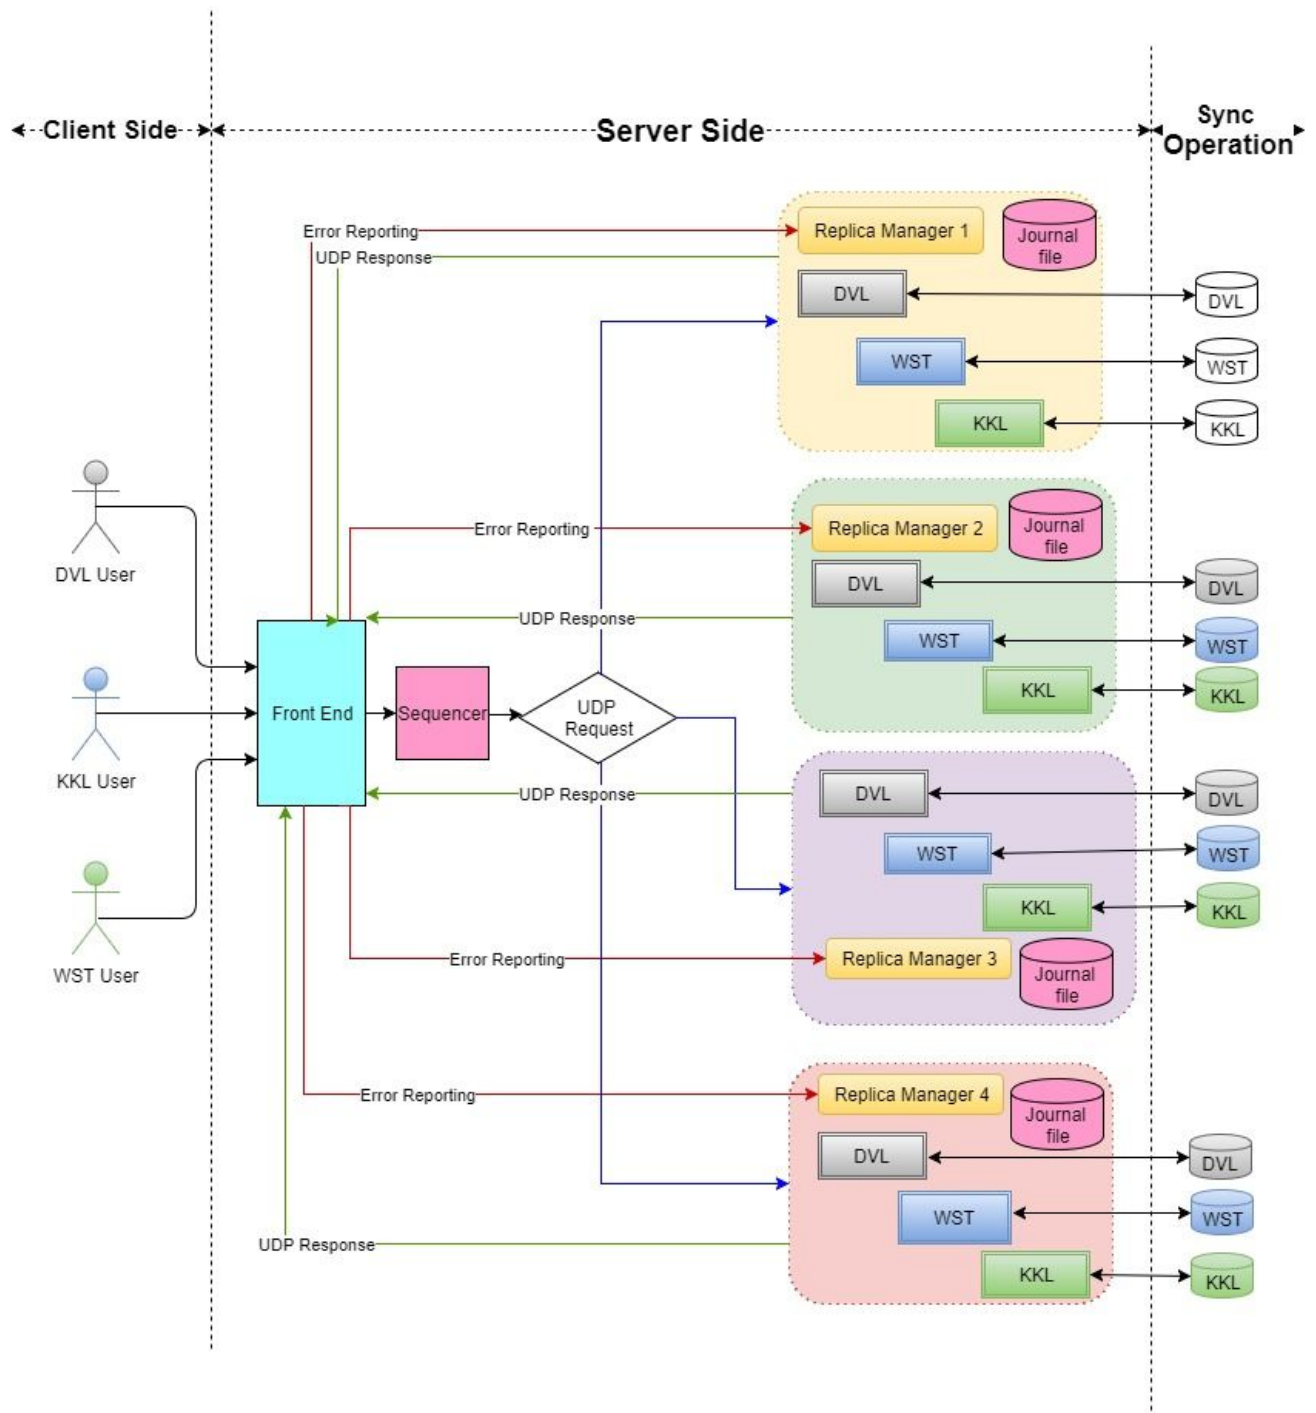 Client Side
Server Side
Sync
Operation
Error Reporting
UDP Response
Replica Manager 1
Journal
file
DVL
DVL
WST
WST
KKL
KKL
DVL User
Error Reporting
Replica Manager 2
Journal
file
DVL
DVL
UDP Response
WST
WST
KKL
KKL
KKL User
Front End
Sequencer
UDP
Request
UDP Response
DVL
DVL
WST
WST
KKL
KKL
WST User
Error Reporting
Replica Manager 3
Journal
file
Error Reporting
Replica Manager 4
Journal
file
DVL
DVL
WST
WST
UDP Response
KKL
KKL